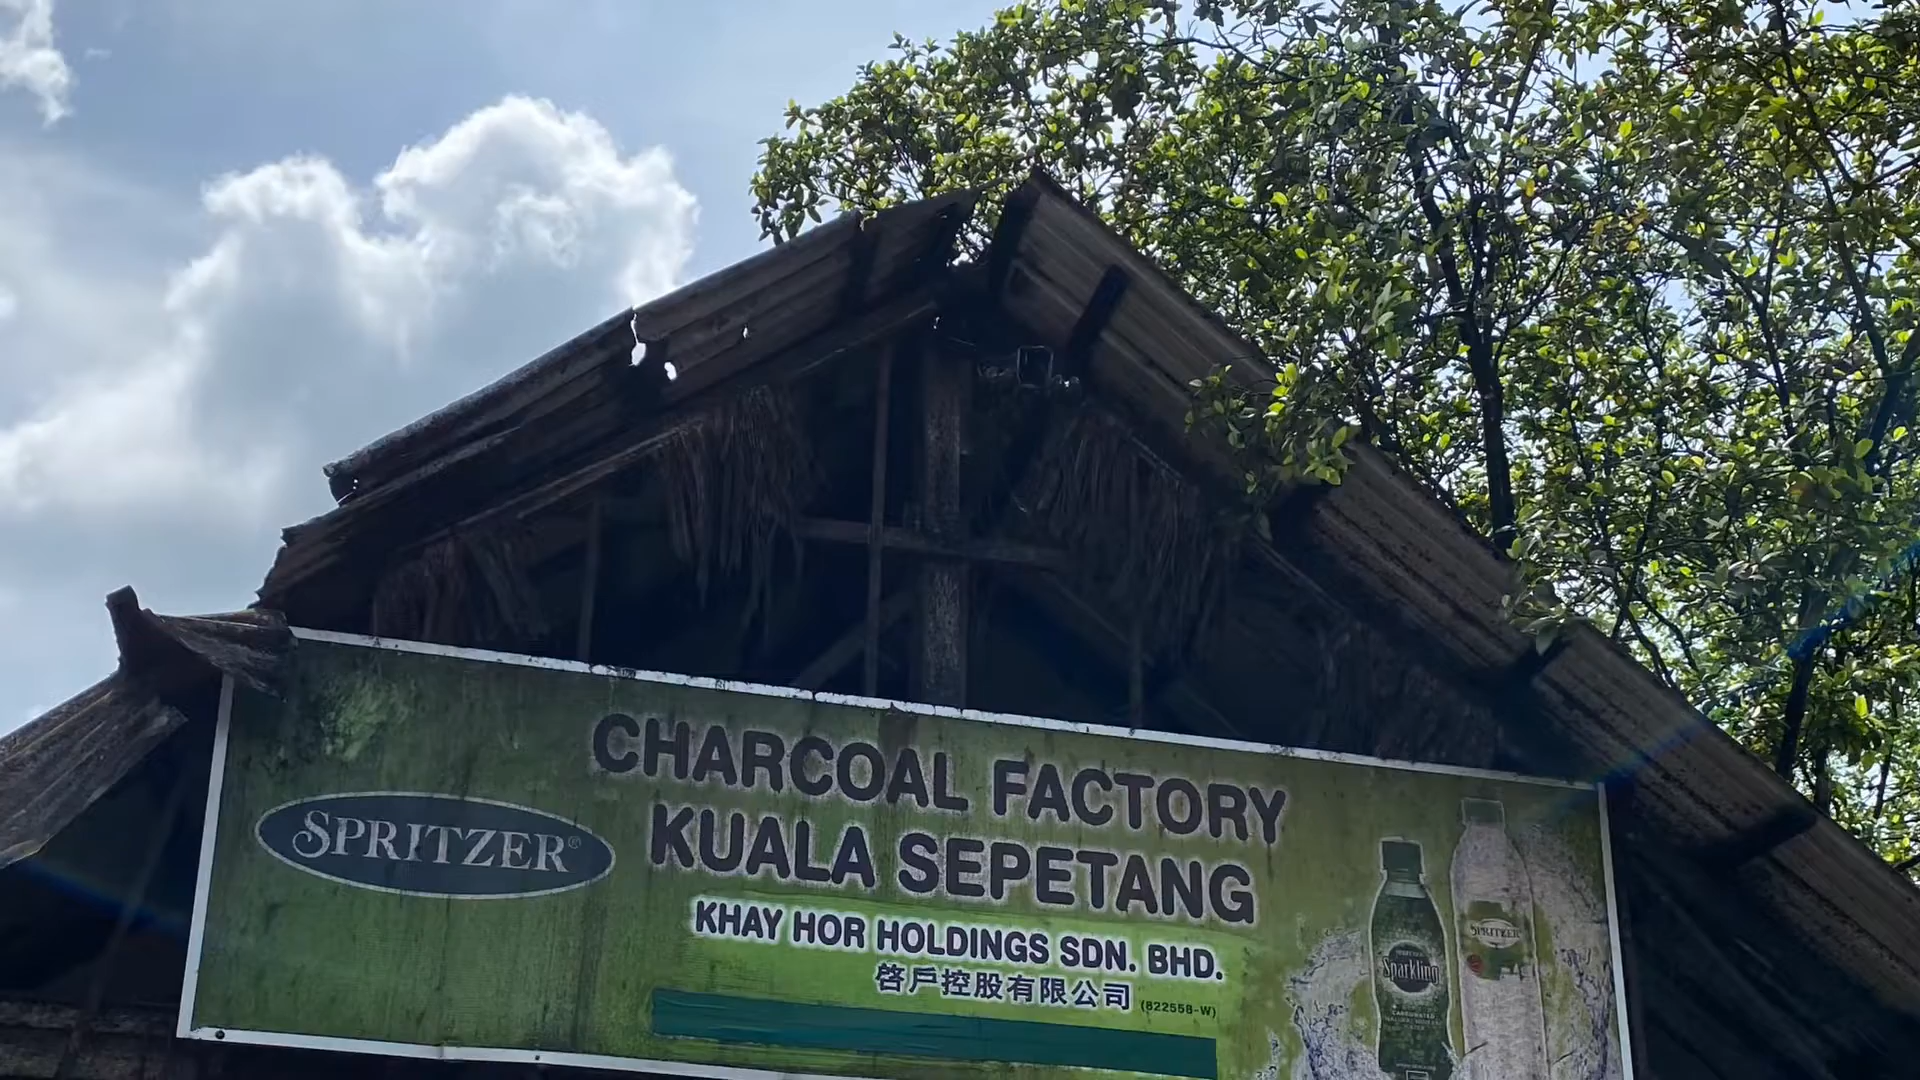 SPRITZER®
CHARCOAL FACTORY
KUALA SEPETANG
KHAY HOR HOLDINGS SDN. BHD.
啓戶控股有限公司 (822558-W)
Sparkling
SPRITZER